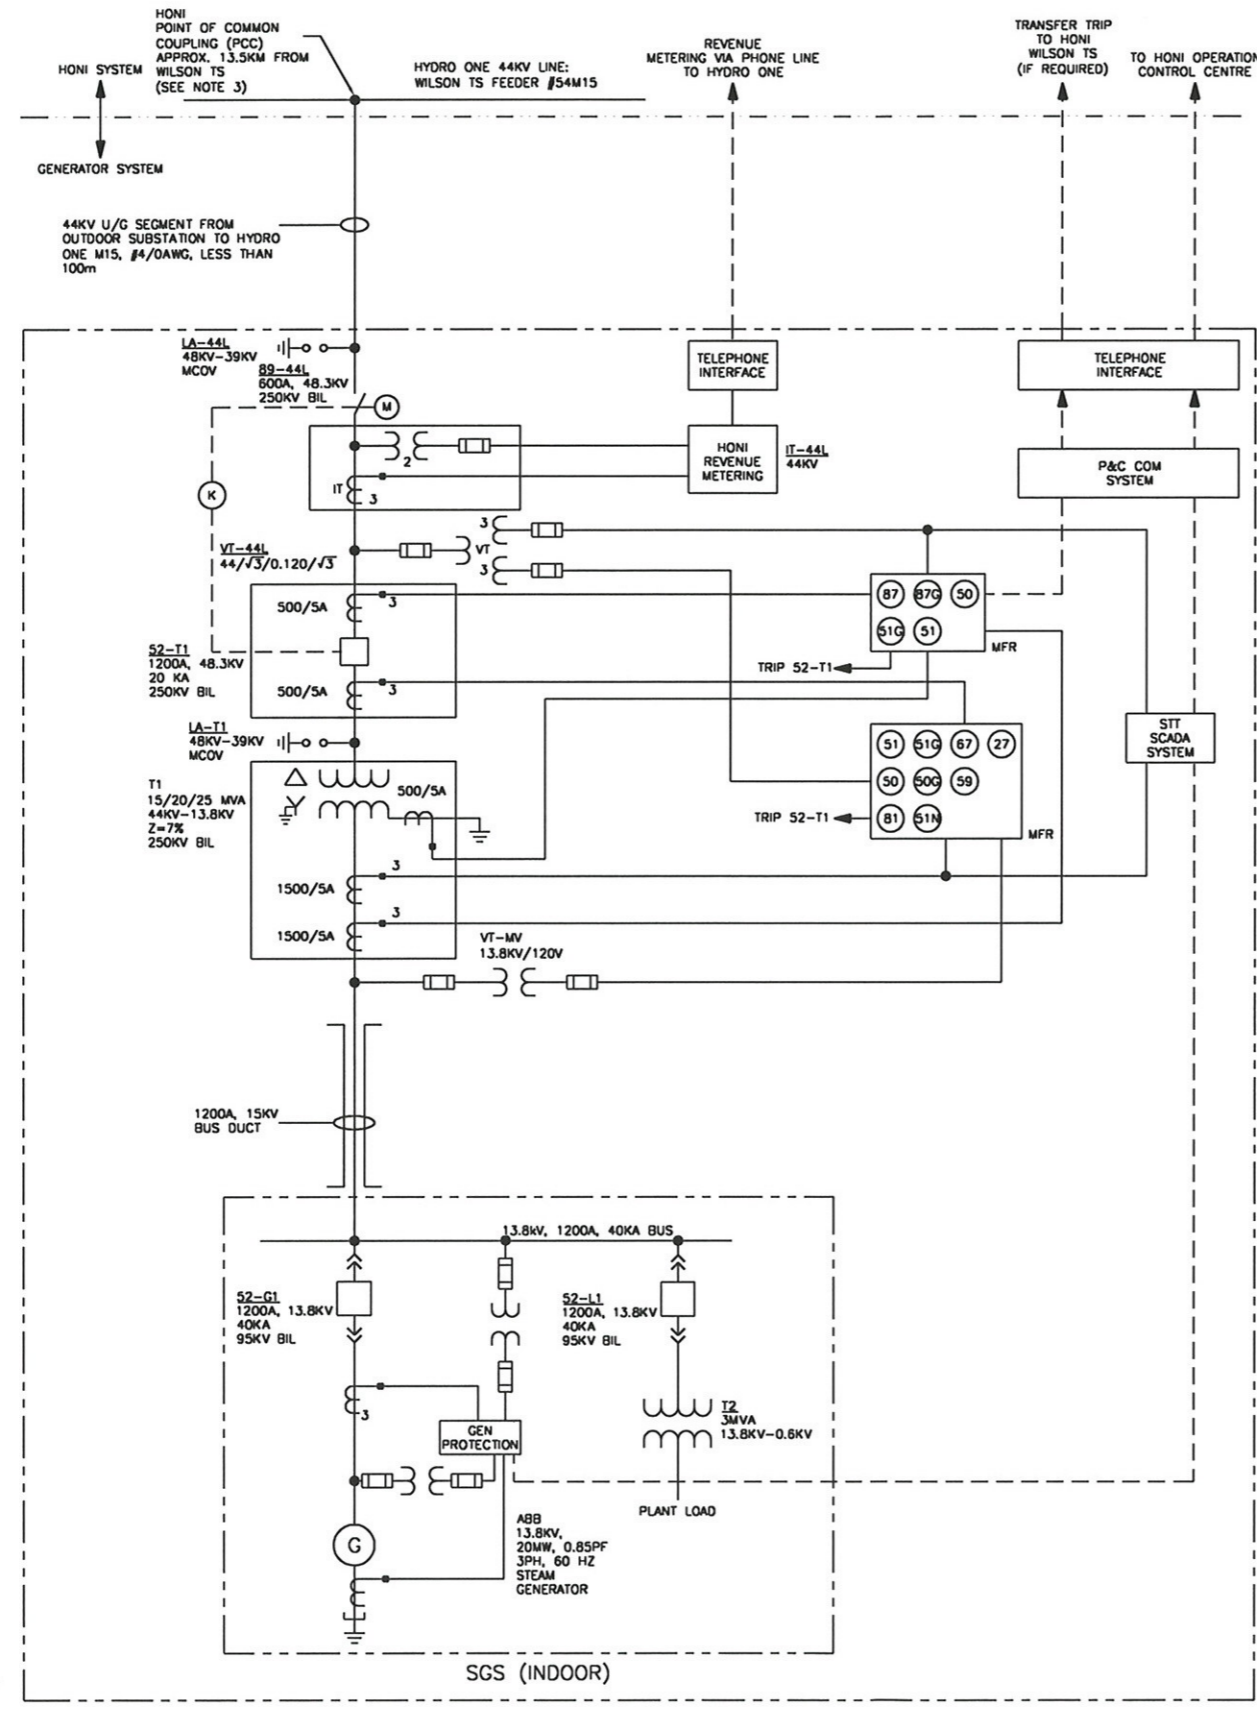 HONI
POINT OF COMMON
COUPLING (PCC)
APPROX. 13.5KM FROM
WILSON TS
(SEE NOTE 3)
HONI SYSTEM
GENERATOR SYSTEM
HYDRO ONE 44KV LINE:
WILSON TS FEEDER #54M15
REVENUE
METERING VIA PHONE LINE
TO HYDRO ONE
TRANSFER TRIP
TO HONI
WILSON TS
(IF REQUIRED)
TO HONI OPERATION
CONTROL CENTRE
44KV U/G SEGMENT FROM
OUTDOOR SUBSTATION TO HYDRO
ONE M15, #4/0AWG, LESS THAN
100m
LA-44L
48KV-39KV
MCOV
89-44L
600A, 48.3KV
250KV BIL
M
K
2
IT
3
TELEPHONE
INTERFACE
HONI
REVENUE
METERING
IT-44L
44KV
TELEPHONE
INTERFACE
P&C COM
SYSTEM
VT-44L
44/√3/0.120/√3
3
VT
3
500/5A
3
52-T1
1200A, 48.3KV
20 KA
250KV BIL
500/5A
3
87
87G
50
51G
51
MFR
TRIP 52-T1
LA-T1
48KV-39KV
MCOV
T1
15/20/25 MVA
44KV-13.8KV
Z=7%
250KV BIL
500/5A
51
51G
67
27
50
50G
59
81
51N
TRIP 52-T1
MFR
STT
SCADA
SYSTEM
3
1500/5A
3
1500/5A
VT-MV
13.8KV/120V
1200A, 15KV
BUS DUCT
13.8kV, 1200A, 40KA BUS
52-G1
1200A, 13.8KV
40KA
95KV BIL
52-L1
1200A, 13.8KV
40KA
95KV BIL
3
GEN
PROTECTION
T2
3MVA
13.8KV-0.6KV
PLANT LOAD
G
ABB
13.8KV,
20MW, 0.85PF
3PH, 60 HZ
STEAM
GENERATOR
SGS (INDOOR)